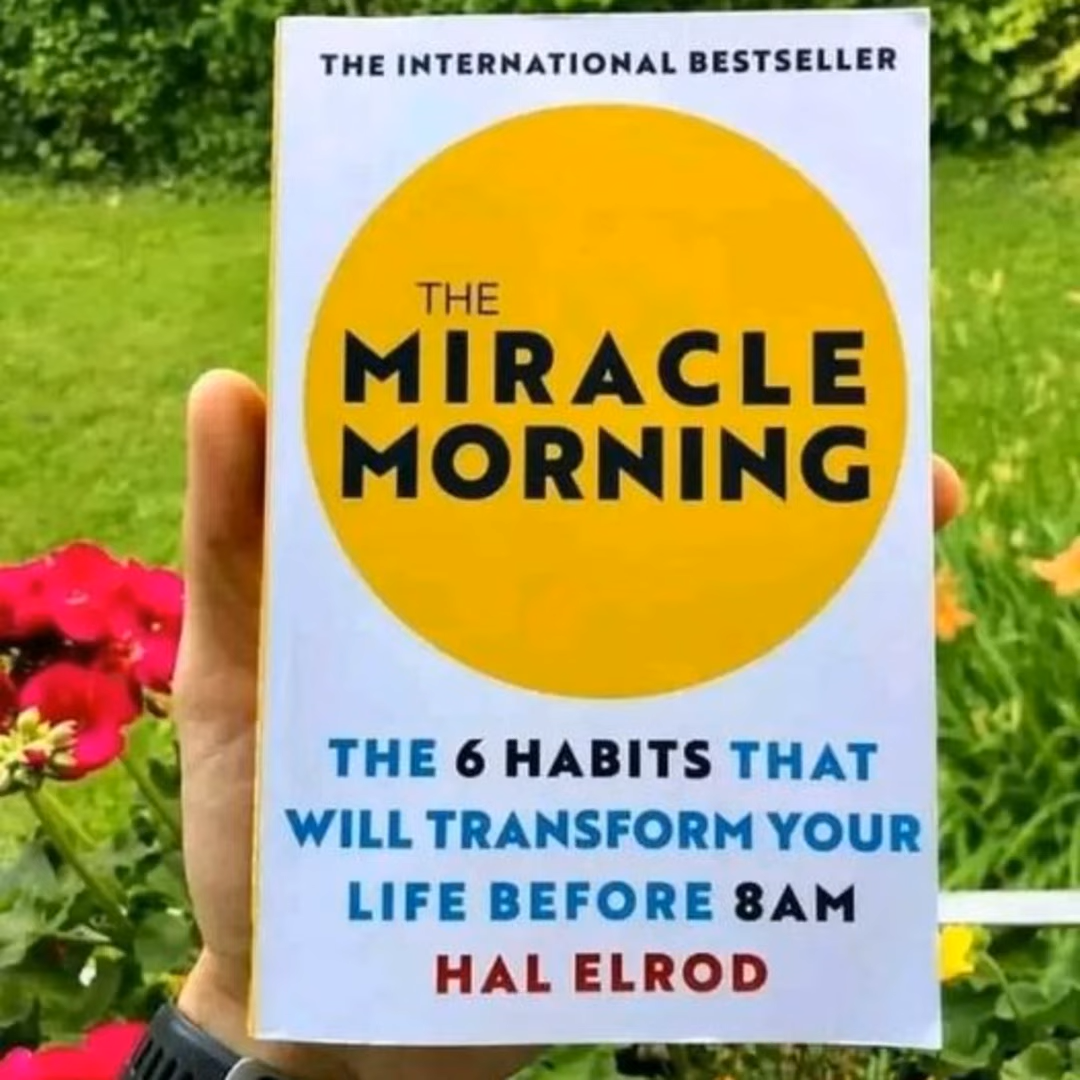 THE INTERNATIONAL BESTSELLER
THE
MIRACLE
MORNING
THE 6 HABITS THAT
WILL TRANSFORM YOUR
LIFE BEFORE 8AM
HAL ELROD